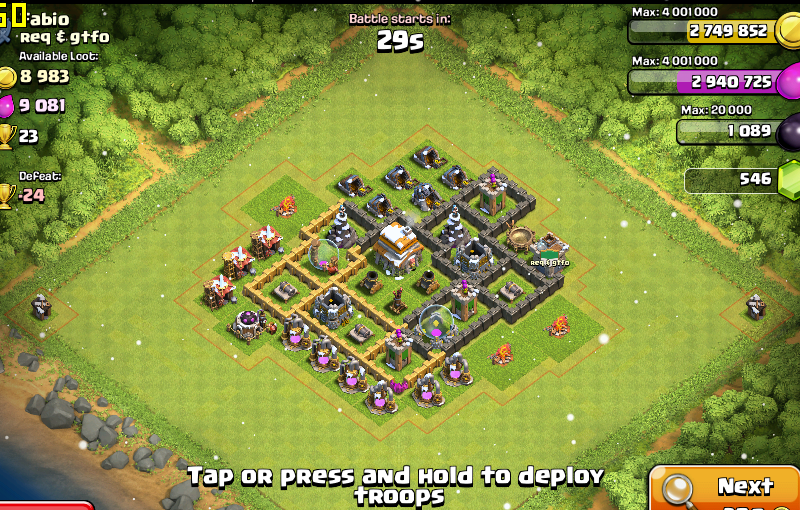 Fabio
Req & gtfo
Available Loot:
8 983
9 081
23
Defeat:
-24
Battle starts in:
29s
Max: 4 001 000
2 749 852
Max: 4 001 000
2 940 725
Max: 20 000
1 089
546
REQ & GTFO
Tap or press and hold to deploy
troops
Next